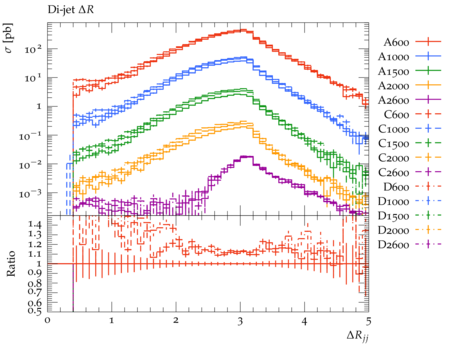 Di-jet ΔR
σ [pb]
10²
10¹
1
10⁻¹
10⁻²
10⁻³
A600
A1000
A1500
A2000
A2600
C600
C1000
C1500
C2000
C2600
D600
D1000
D1500
D2000
D2600
Ratio
1.4
1.3
1.2
1.1
1
0.9
0.8
0.7
0.6
0.5
0 1 2 3 4 5
ΔR_jj